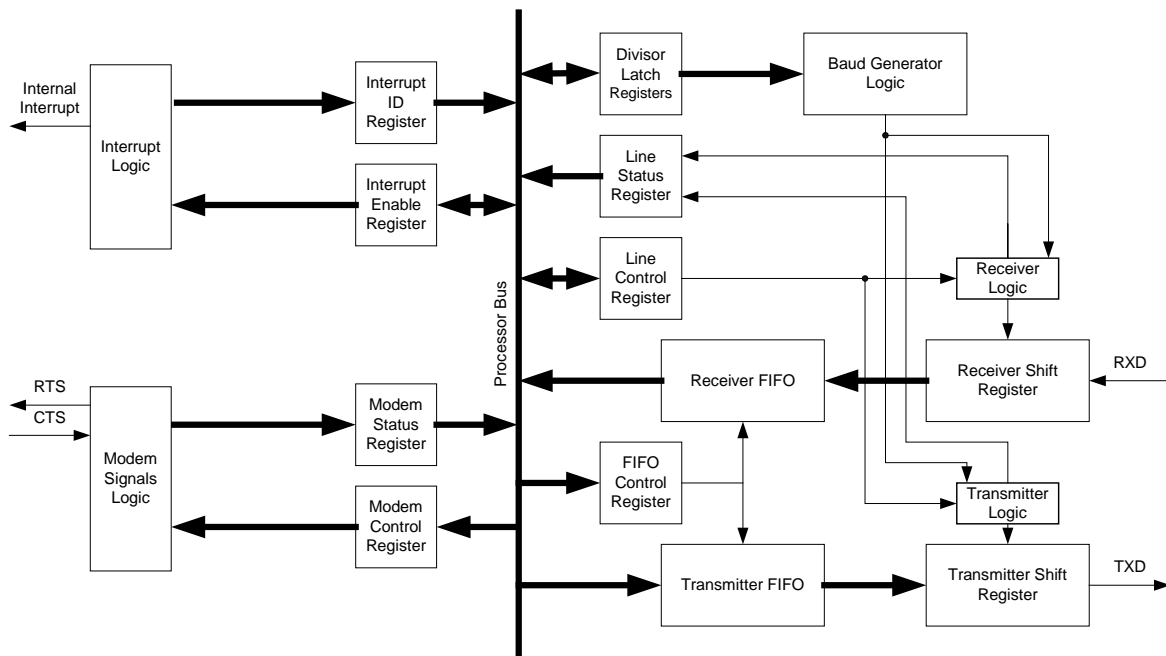 Internal
Interrupt
Interrupt
Logic
Interrupt
ID
Register
Interrupt
Enable
Register
RTS
CTS
Modem
Signals
Logic
Modem
Status
Register
Modem
Control
Register
Processor Bus
Divisor
Latch
Registers
Baud Generator
Logic
Line
Status
Register
Line
Control
Register
Receiver
Logic
Receiver FIFO
Receiver Shift
Register
RXD
FIFO
Control
Register
Transmitter
Logic
Transmitter FIFO
Transmitter Shift
Register
TXD